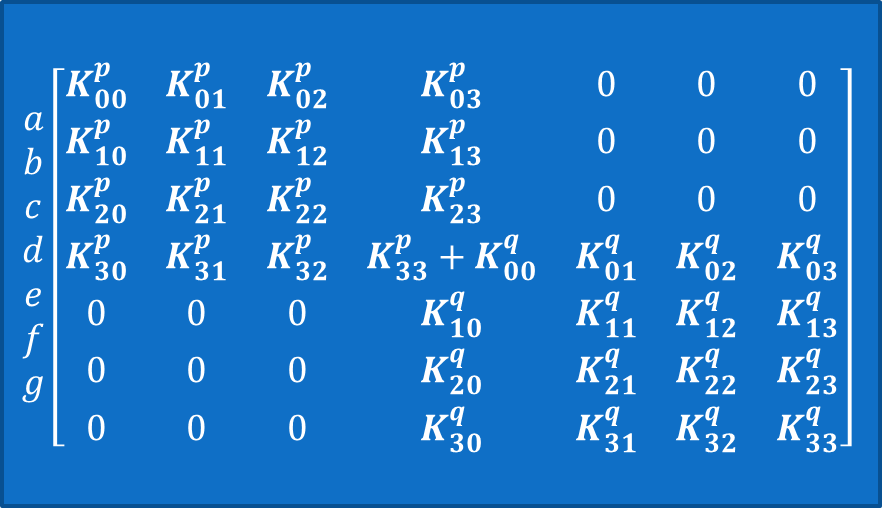 a K^p_00 K^p_01 K^p_02 K^p_03 0 0 0
b K^p_10 K^p_11 K^p_12 K^p_13 0 0 0
c K^p_20 K^p_21 K^p_22 K^p_23 0 0 0
d K^p_30 K^p_31 K^p_32 K^p_33 + K^q_00 K^q_01 K^q_02 K^q_03
e 0 0 0 K^q_10 K^q_11 K^q_12 K^q_13
f 0 0 0 K^q_20 K^q_21 K^q_22 K^q_23
g 0 0 0 K^q_30 K^q_31 K^q_32 K^q_33